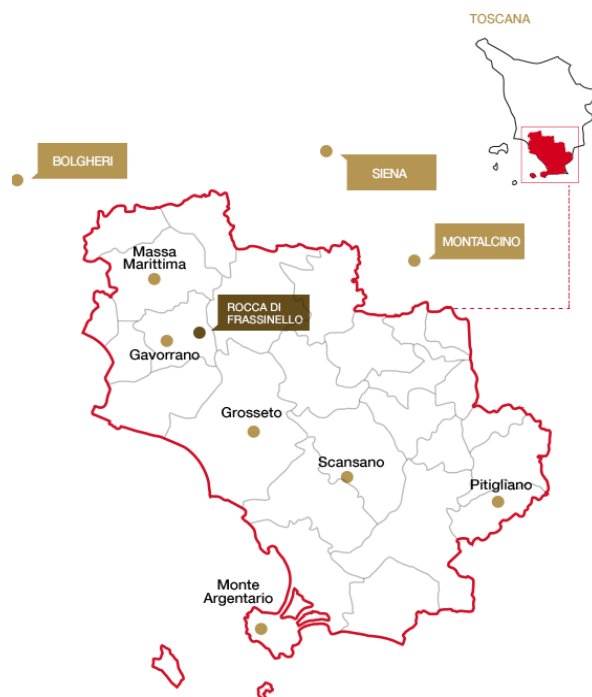 TOSCANA
BOLGHERI
SIENA
MONTALCINO
Massa
Marittima
ROCCA DI
FRASSINELLO
Gavorrano
Grosseto
Scansano
Pitigliano
Monte
Argentario